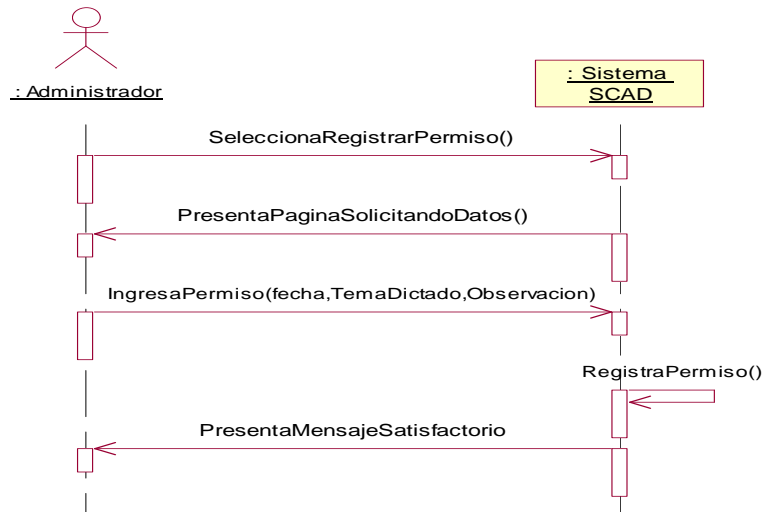 : Administrador
: Sistema
SCAD
SeleccionaRegistrarPermiso()
PresentaPaginaSolicitandoDatos()
IngresaPermiso(fecha,TemaDictado,Observacion)
RegistraPermiso()
PresentaMensajeSatisfactorio